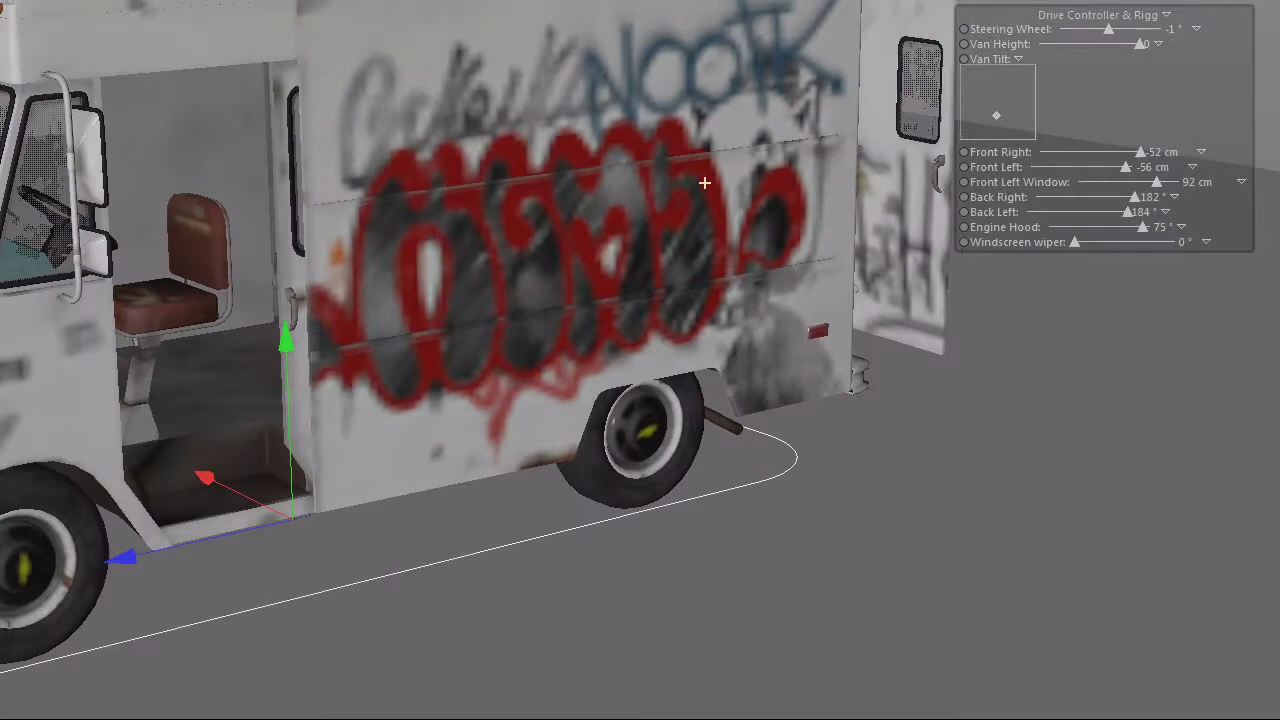 NOOTK
Drive Controller & Rigg
Steering Wheel: -1 °
Van Height: 0
Van Tilt:
Front Right: -52 cm
Front Left: -56 cm
Front Left Window: 92 cm
Back Right: 182 °
Back Left: 184 °
Engine Hood: 75 °
Windscreen wiper: 0 °